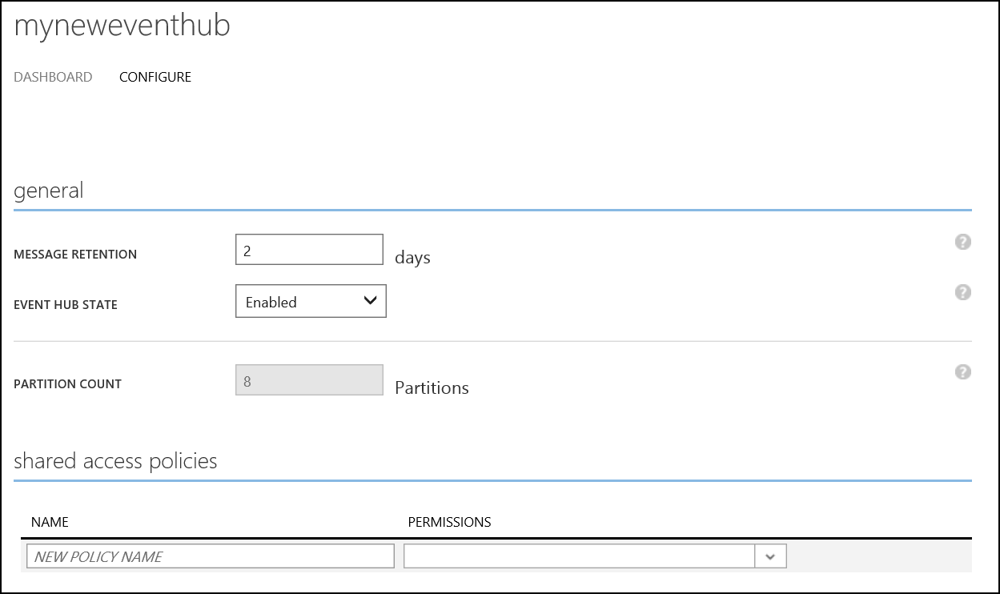 myneweventhub
DASHBOARD CONFIGURE
general
MESSAGE RETENTION 2 days ?
EVENT HUB STATE Enabled ?
PARTITION COUNT 8 Partitions ?
shared access policies
NAME PERMISSIONS
NEW POLICY NAME